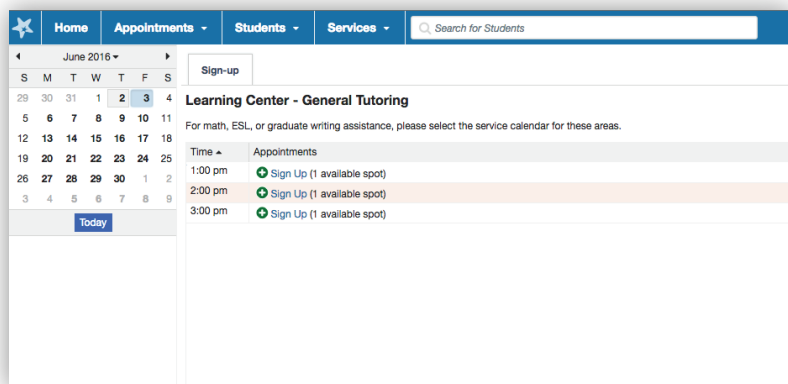 Home Appointments Students Services Search for Students
June 2016
S M T W T F S
29 30 31 1 2 3 4
5 6 7 8 9 10 11
12 13 14 15 16 17 18
19 20 21 22 23 24 25
26 27 28 29 30 1 2
3 4 5 6 7 8 9
Today
Sign-up
Learning Center - General Tutoring
For math, ESL, or graduate writing assistance, please select the service calendar for these areas.
Time Appointments
1:00 pm Sign Up (1 available spot)
2:00 pm Sign Up (1 available spot)
3:00 pm Sign Up (1 available spot)